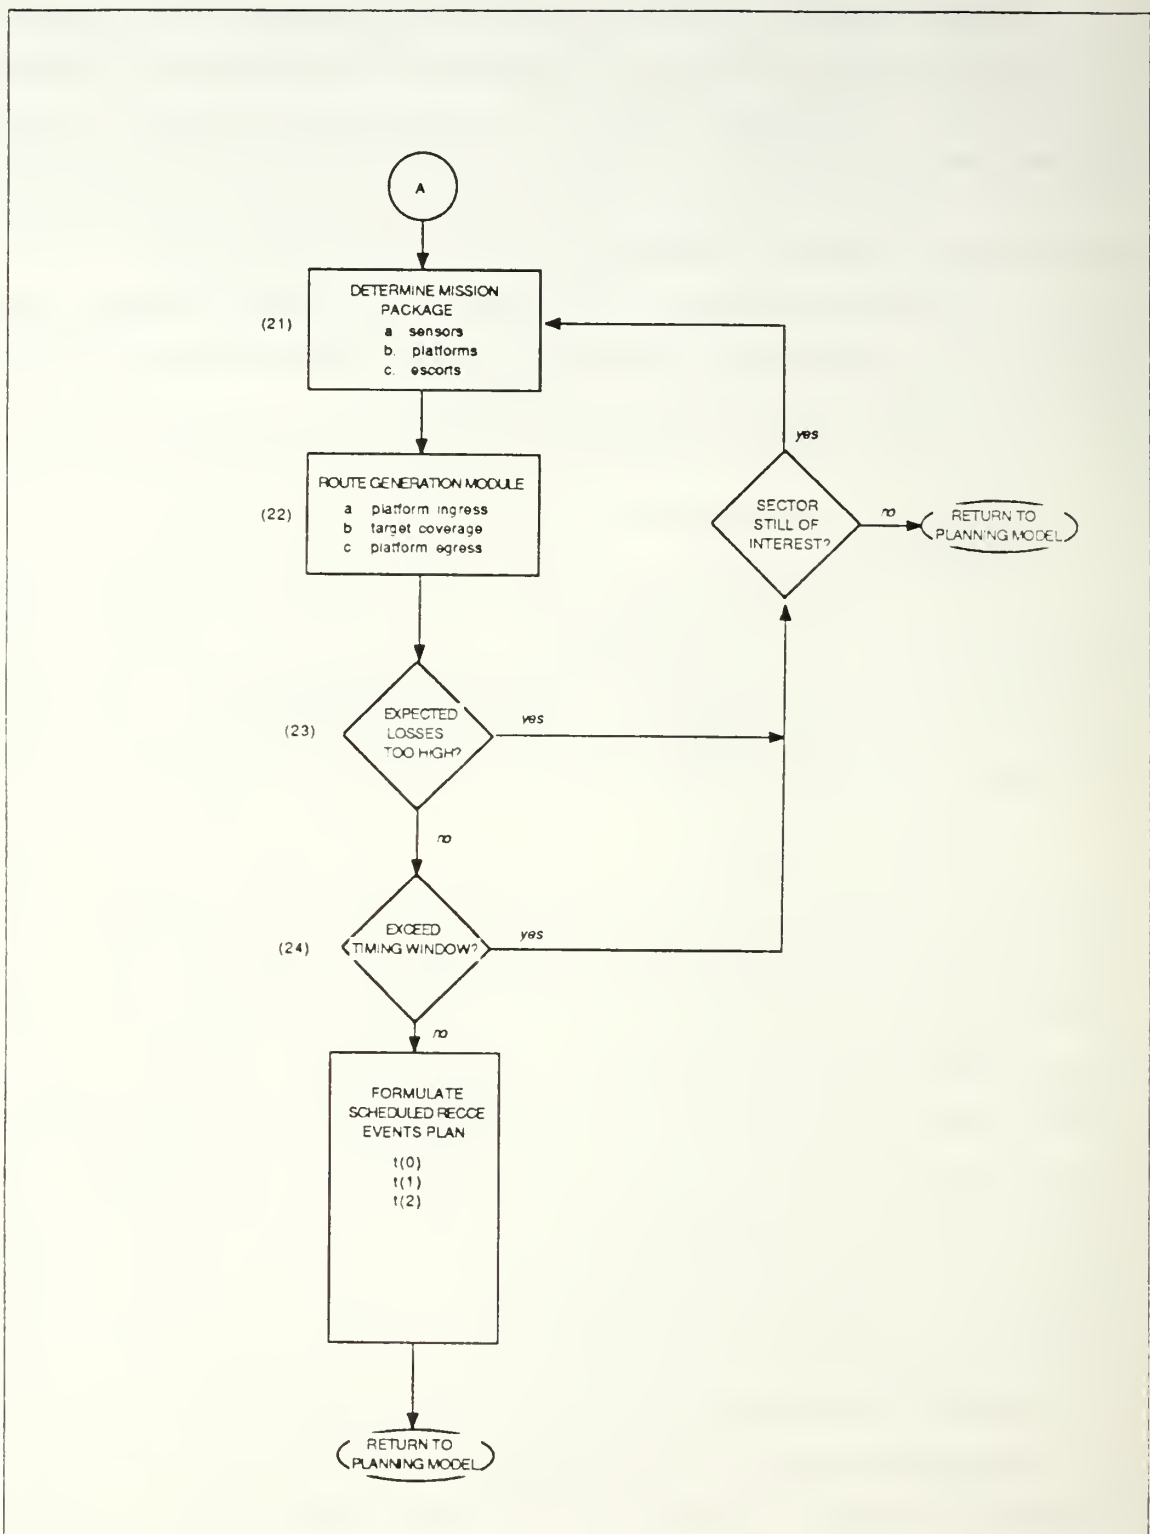 A
DETERMINE MISSION
PACKAGE
(21)
a sensors
b. platforms
c. escorts
yes
ROUTE GENERATION MODULE
(22)
a platform ingress
b target coverage
c platform egress
SECTOR
STILL OF
INTEREST?
no
RETURN TO
PLANNING MODEL
(23)
EXPECTED
LOSSES
TOO HIGH?
yes
no
(24)
EXCEED
TIMING WINDOW?
yes
no
FORMULATE
SCHEDULED RECCE
EVENTS PLAN
t(0)
t(1)
t(2)
RETURN TO
PLANNING MODEL